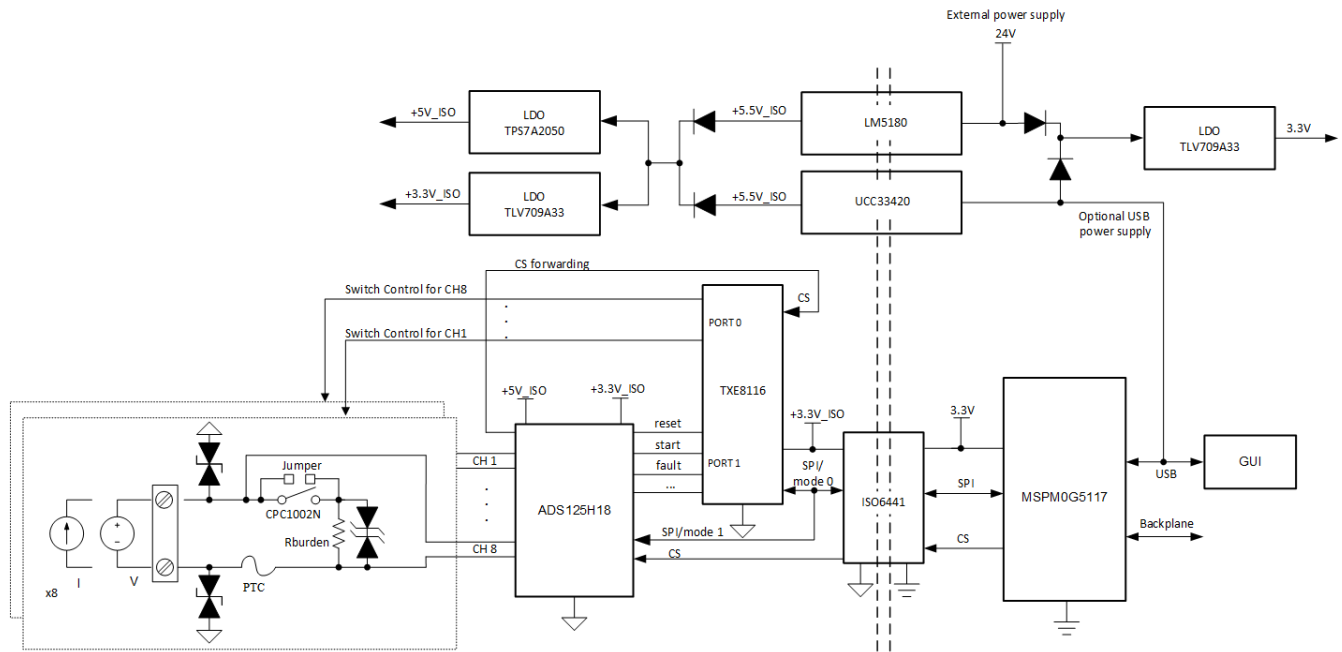 External power supply
24V
+5V_ISO
LDO
TPS7A2050
+5.5V_ISO
LM5180
LDO
TLV709A33
3.3V
+3.3V_ISO
LDO
TLV709A33
+5.5V_ISO
UCC33420
Optional USB
power supply
CS forwarding
Switch Control for CH8
CS
PORT 0
Switch Control for CH1
TXE8116
+5V_ISO
+3.3V_ISO
+3.3V_ISO
3.3V
reset
start
fault
...
PORT 1
SPI/
mode 0
CH 1
Jumper
CPC1002N
Rburden
ADS125H18
ISO6441
SPI
MSPM0G5117
USB
GUI
Backplane
SPI/mode 1
CS
CS
CH 8
+
-
x8
I
V
PTC